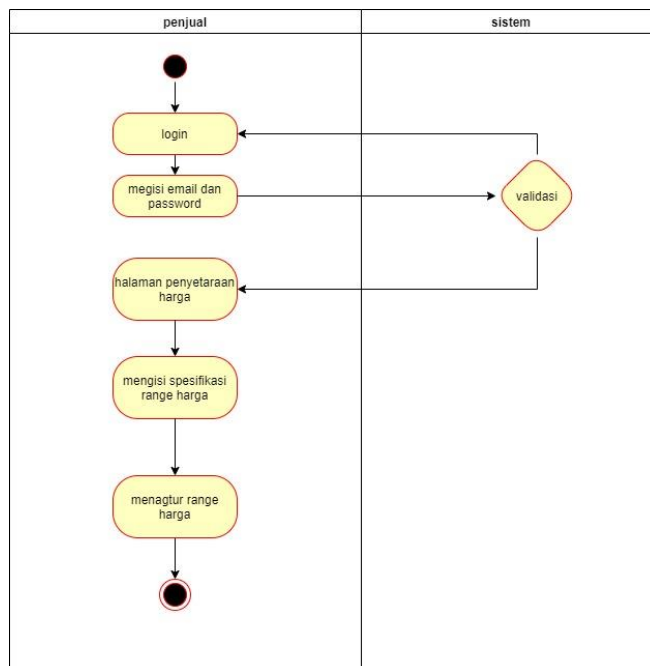 penjual
sistem
login
megisi email dan
password
validasi
halaman penyetaraan
harga
mengisi spesifikasi
range harga
menagtur range
harga